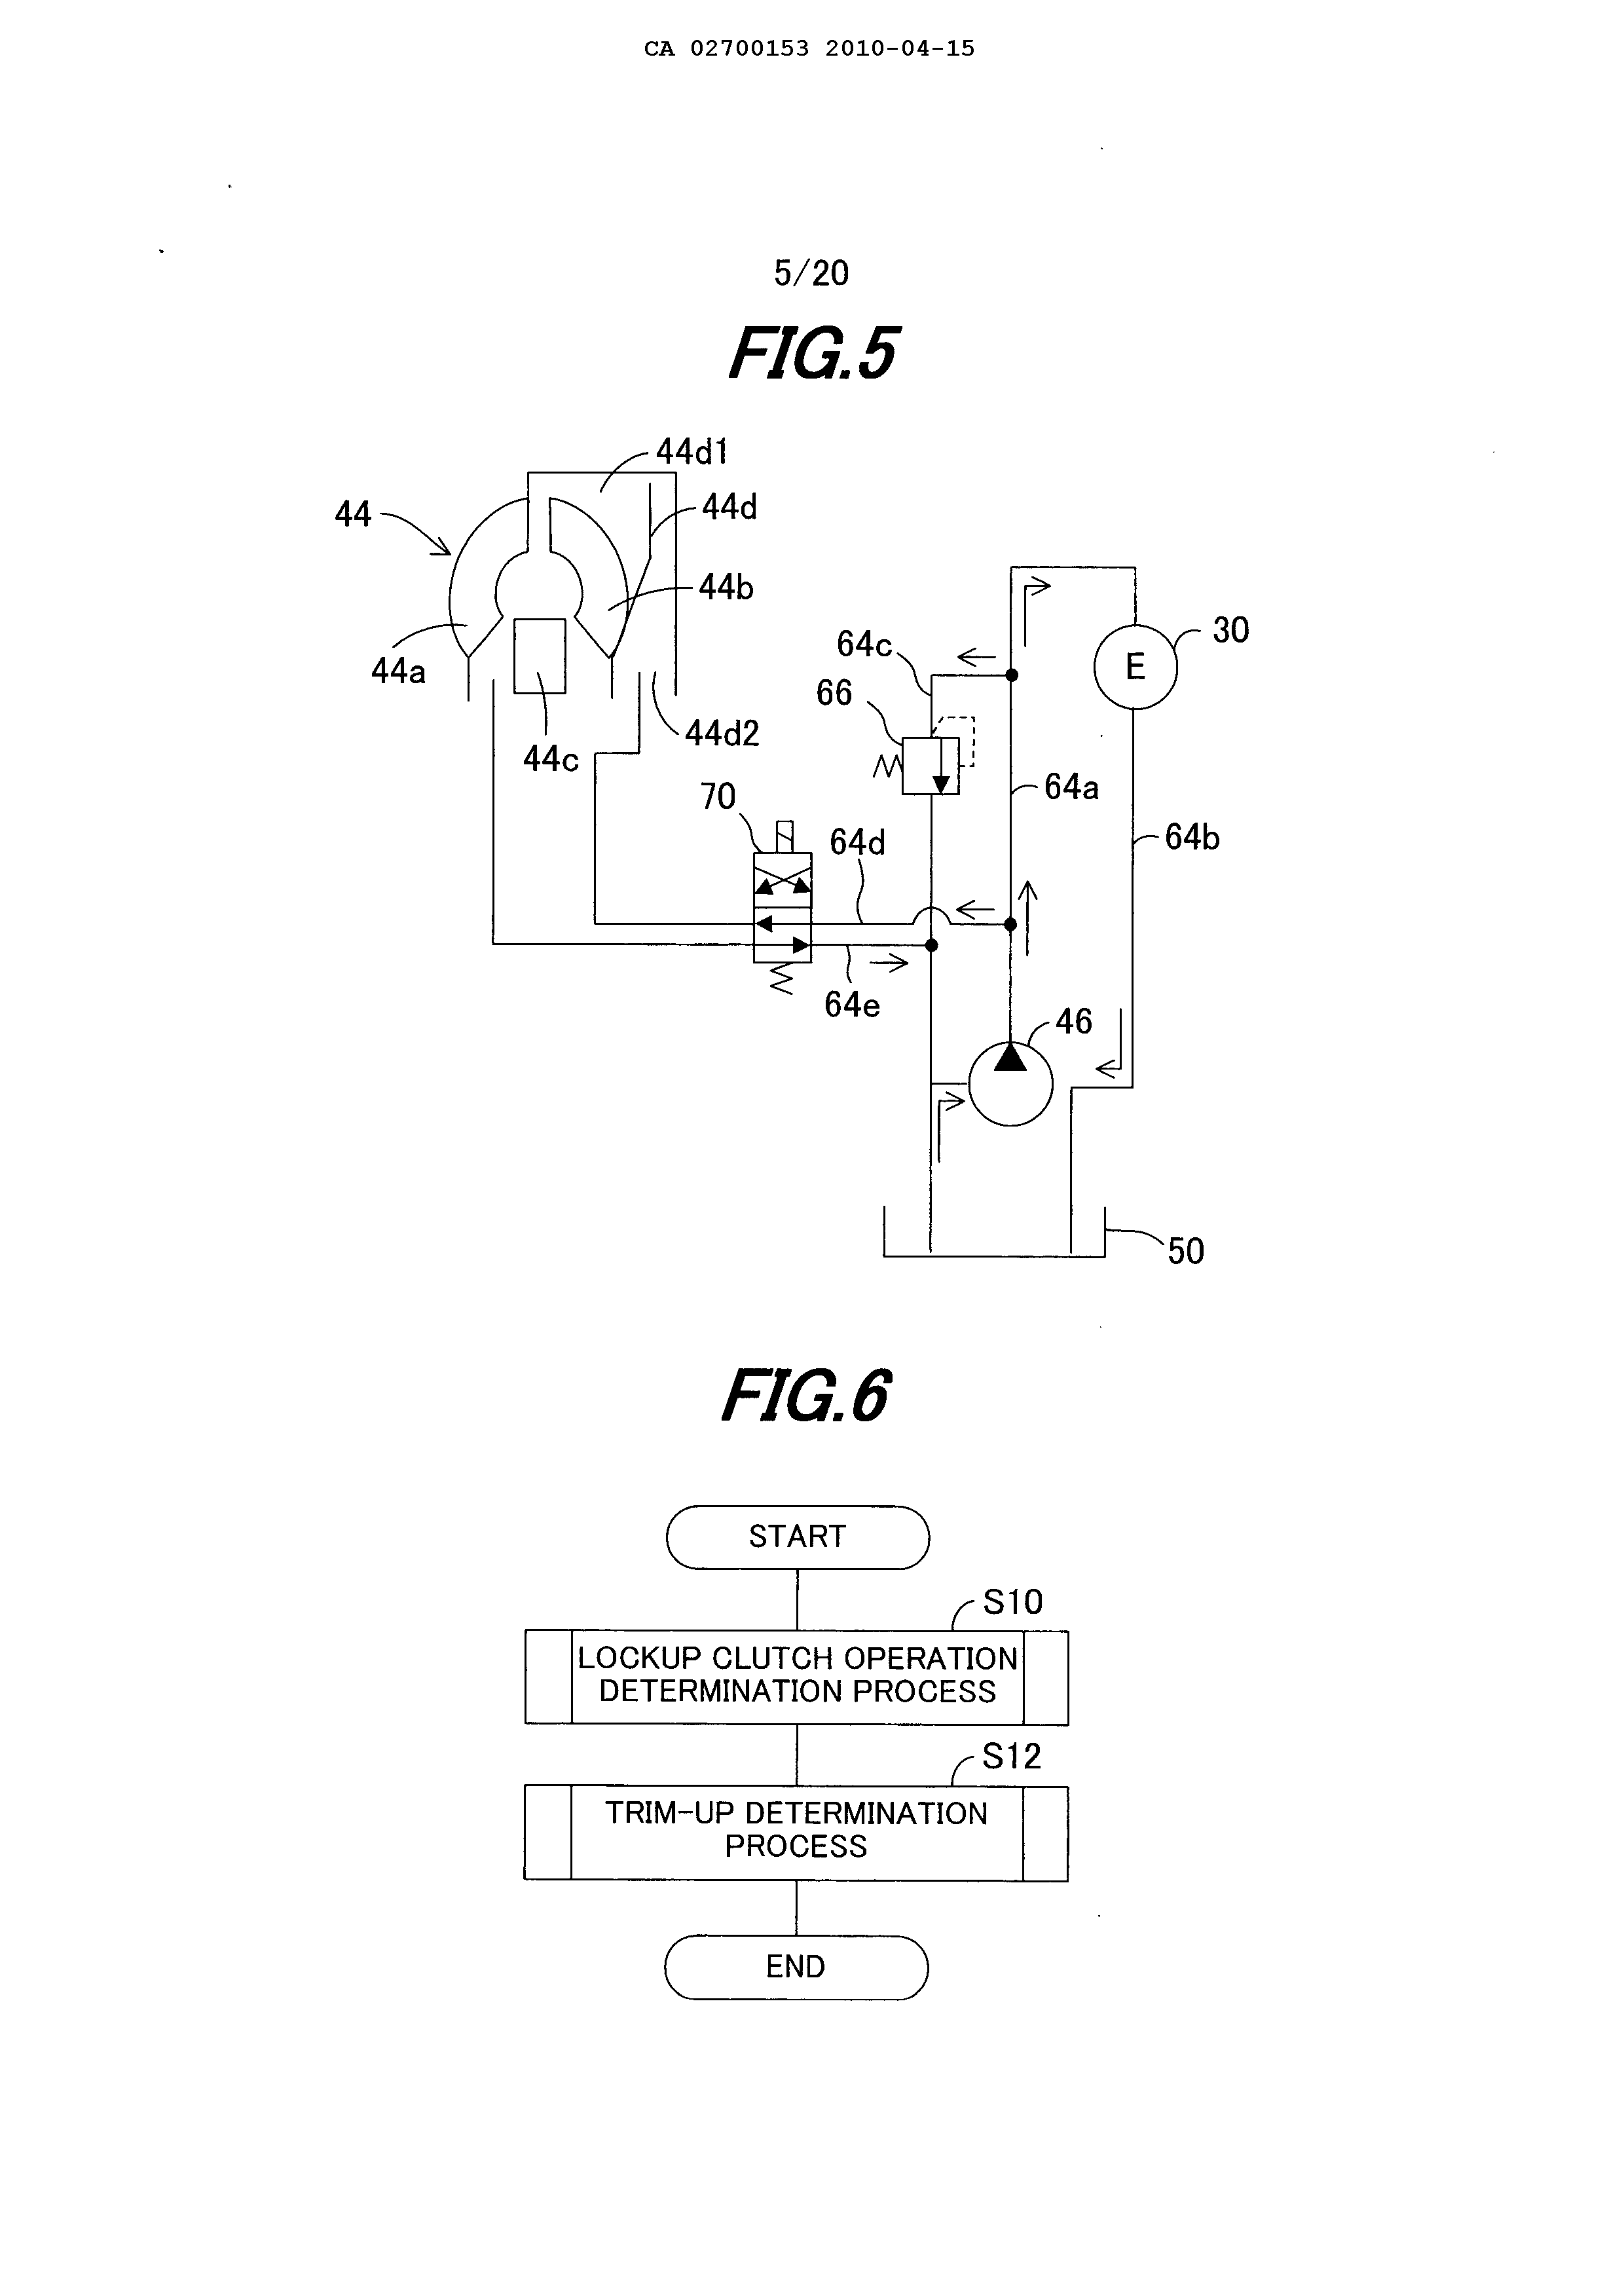 CA 02700153 2010-04-15
5/20
FIG.5
44d1
44
44d
44b
44a
44c
44d2
64c
66
30
E
70
64d
64a
64b
64e
46
50
FIG.6
START
S10
LOCKUP CLUTCH OPERATION
DETERMINATION PROCESS
S12
TRIM-UP DETERMINATION
PROCESS
END